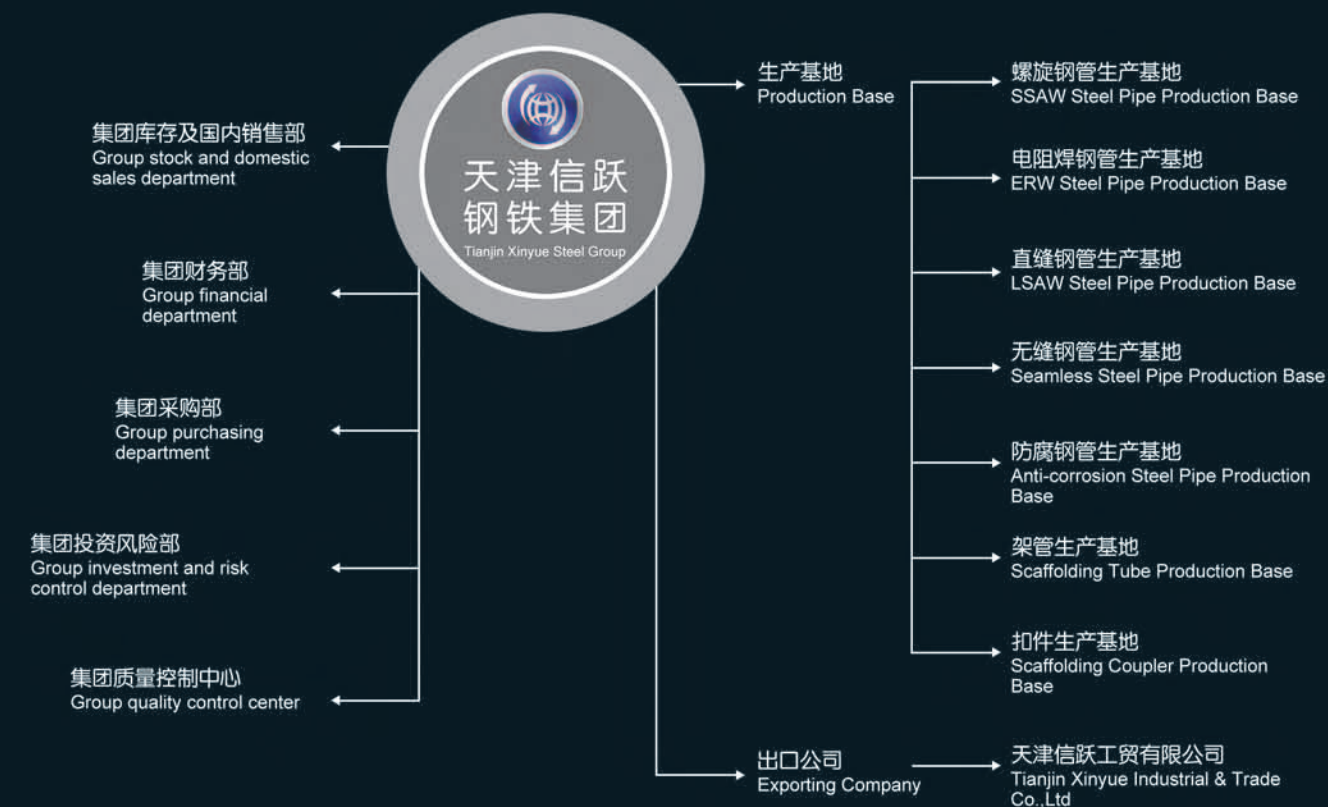 天津信跃
钢铁集团
Tianjin Xinyue Steel Group
集团库存及国内销售部
Group stock and domestic
sales department
集团财务部
Group financial
department
集团采购部
Group purchasing
department
集团投资风险部
Group investment and risk
control department
集团质量控制中心
Group quality control center
生产基地
Production Base
螺旋钢管生产基地
SSAW Steel Pipe Production Base
电阻焊钢管生产基地
ERW Steel Pipe Production Base
直缝钢管生产基地
LSAW Steel Pipe Production Base
无缝钢管生产基地
Seamless Steel Pipe Production Base
防腐钢管生产基地
Anti-corrosion Steel Pipe Production
Base
架管生产基地
Scaffolding Tube Production Base
扣件生产基地
Scaffolding Coupler Production
Base
出口公司
Exporting Company
天津信跃工贸有限公司
Tianjin Xinyue Industrial & Trade
Co.,Ltd